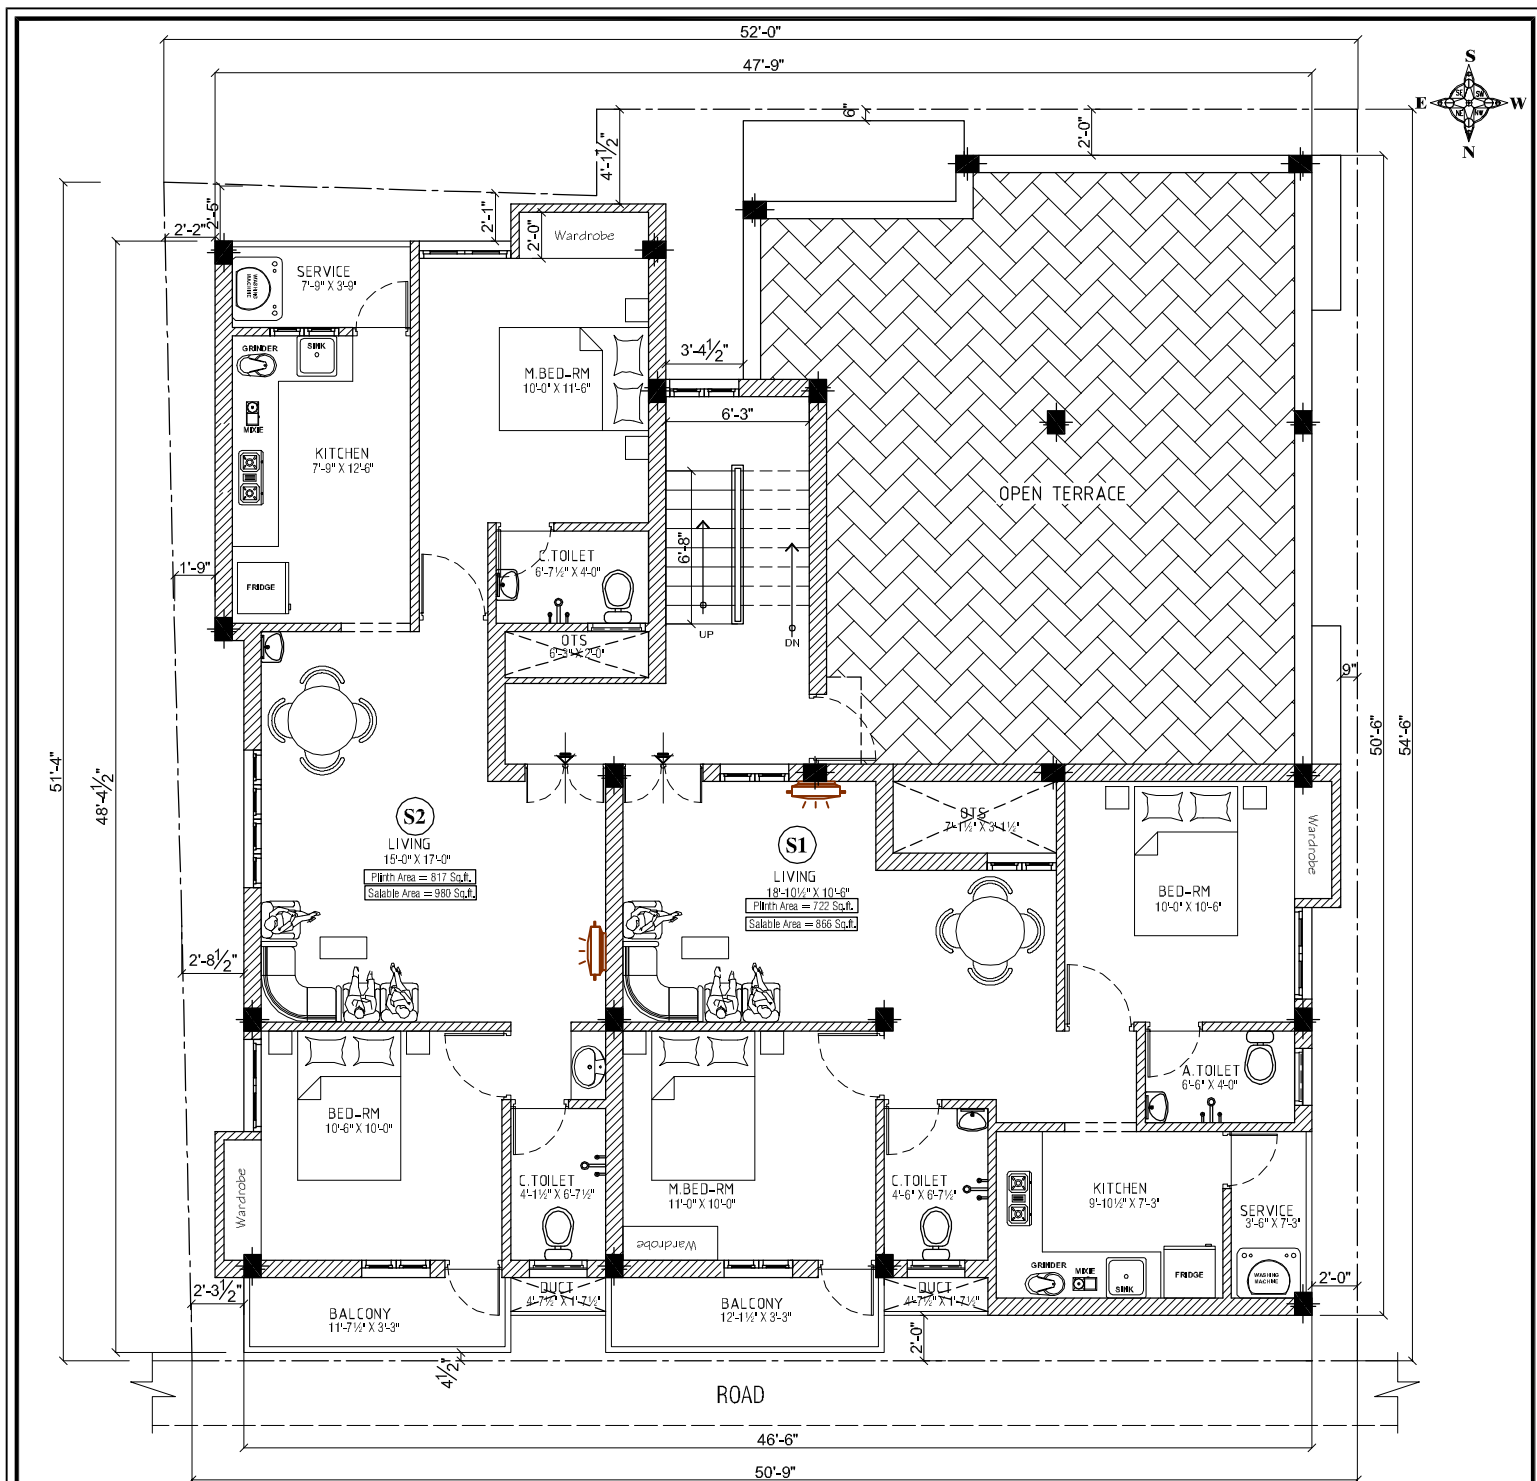 52'-0"
47'-9"
S
SE SW
E W
NE NW
N
6"
2'-0"
4'-1½"
2'-5"
2'-2"
2'-1"
2'-0"
Wardrobe
SERVICE
7'-9" X 3'-9"
WASHING
MACHINE
GRINDER
SINK
3'-4½"
M.BED-RM
10'-0" X 11'-6"
MIXIE
6'-3"
KITCHEN
7'-9" X 12'-6"
OPEN TERRACE
6'-8"
C.TOILET
6'-7½" X 4'-0"
1'-9"
FRIDGE
UP
DN
OTS
6'-3" X 2'-0"
9"
50'-6"
54'-6"
51'-4"
48'-4½"
S2
LIVING
15'-0" X 17'-0"
Plinth Area = 817 Sq.ft.
Salable Area = 980 Sq.ft.
S1
LIVING
18'-10½" X 10'-6"
Plinth Area = 722 Sq.ft.
Salable Area = 866 Sq.ft.
OTS
7'-1½" X 3'-1½"
Wardrobe
BED-RM
10'-0" X 10'-6"
2'-8½"
A.TOILET
6'-6" X 4'-0"
BED-RM
10'-6" X 10'-0"
Wardrobe
C.TOILET
4'-1½" X 6'-7½"
M.BED-RM
11'-0" X 10'-0"
Wardrobe
C.TOILET
4'-6" X 6'-7½"
KITCHEN
9'-10½" X 7'-3"
SERVICE
3'-6" X 7'-3"
GRINDER
MIXIE
SINK
FRIDGE
WASHING
MACHINE
2'-3½"
2'-0"
DUCT
4'-7½" X 1'-7½"
DUCT
4'-7½" X 1'-7½"
BALCONY
11'-7½" X 3'-3"
BALCONY
12'-1½" X 3'-3"
4½"
2'-0"
ROAD
46'-6"
50'-9"